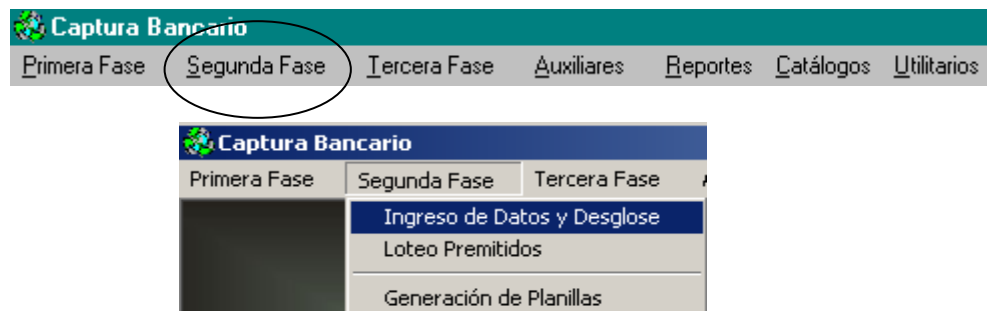 Captura Bancario
Primera Fase Segunda Fase Tercera Fase Auxiliares Reportes Catálogos Utilitarios
Captura Bancario
Primera Fase Segunda Fase Tercera Fase
Ingreso de Datos y Desglose
Loteo Premitidos
Generación de Planillas